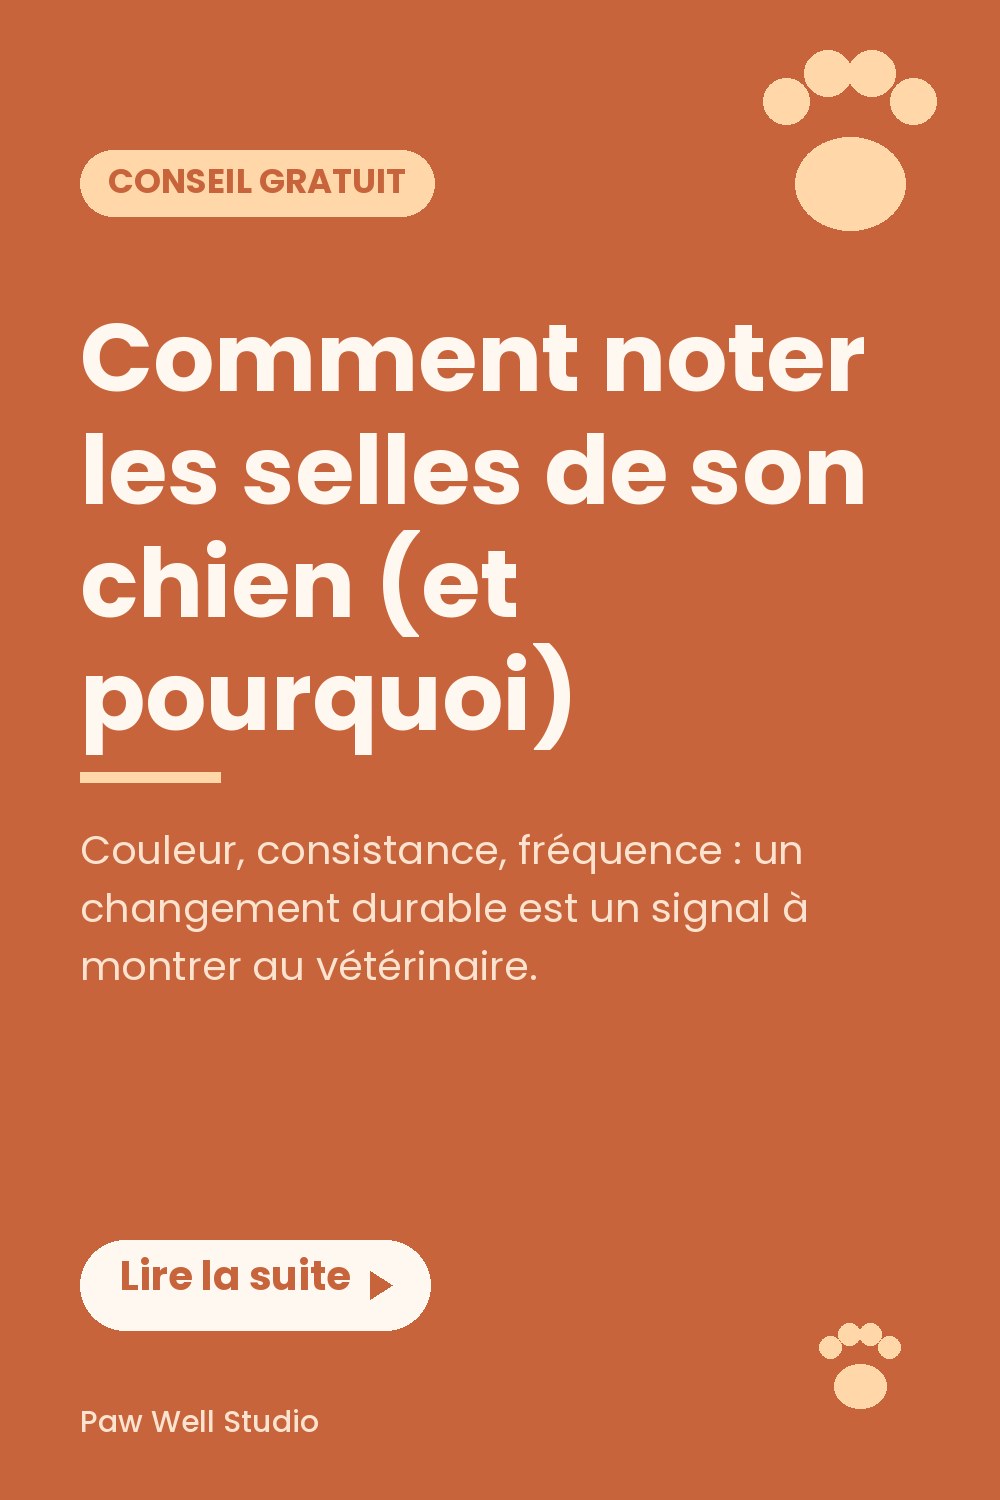 CONSEIL GRATUIT
Comment noter
les selles de son
chien (et
pourquoi)
Couleur, consistance, fréquence : un
changement durable est un signal à
montrer au vétérinaire.
Lire la suite
Paw Well Studio